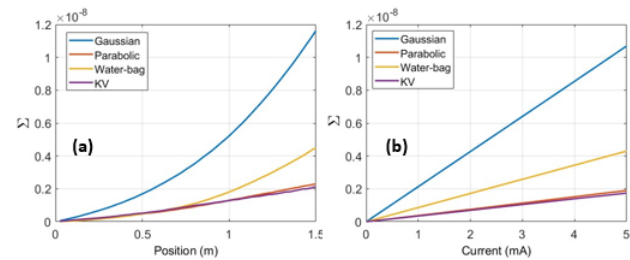 ×10⁻⁸
1.2
1
0.8
0.6
0.4
0.2
0
Σ
Gaussian
Parabolic
Water-bag
KV
(a)
0 0.5 1 1.5
Position (m)
×10⁻⁸
1.2
1
0.8
0.6
0.4
0.2
0
Σ
Gaussian
Parabolic
Water-bag
KV
(b)
0 1 2 3 4 5
Current (mA)